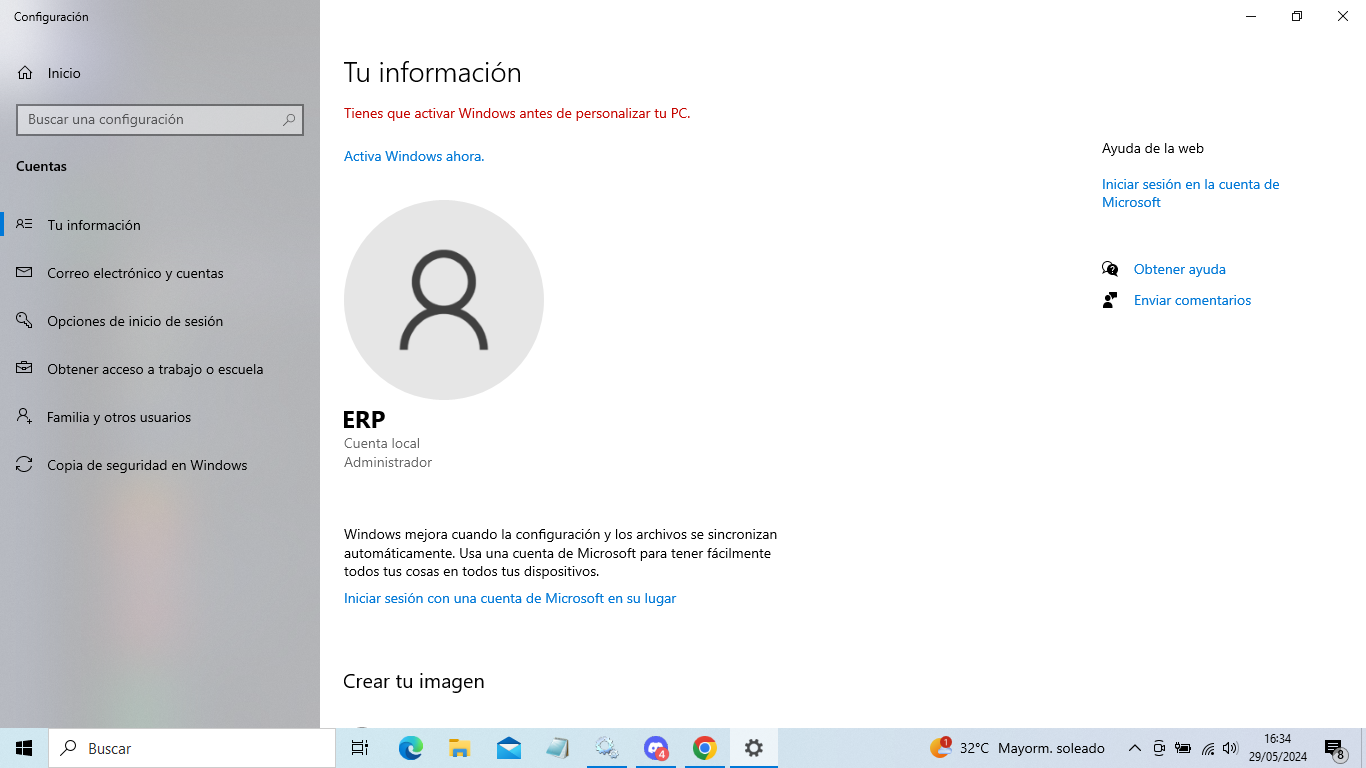 Configuración
Inicio
Buscar una configuración
Cuentas
Tu información
Correo electrónico y cuentas
Opciones de inicio de sesión
Obtener acceso a trabajo o escuela
Familia y otros usuarios
Copia de seguridad en Windows
Tu información
Tienes que activar Windows antes de personalizar tu PC.
Activa Windows ahora.
ERP
Cuenta local
Administrador
Windows mejora cuando la configuración y los archivos se sincronizan
automáticamente. Usa una cuenta de Microsoft para tener fácilmente
todos tus cosas en todos tus dispositivos.
Iniciar sesión con una cuenta de Microsoft en su lugar
Crear tu imagen
Ayuda de la web
Iniciar sesión en la cuenta de
Microsoft
Obtener ayuda
Enviar comentarios
Buscar
4
1
32°C Mayorm. soleado
16:34
29/05/2024
8